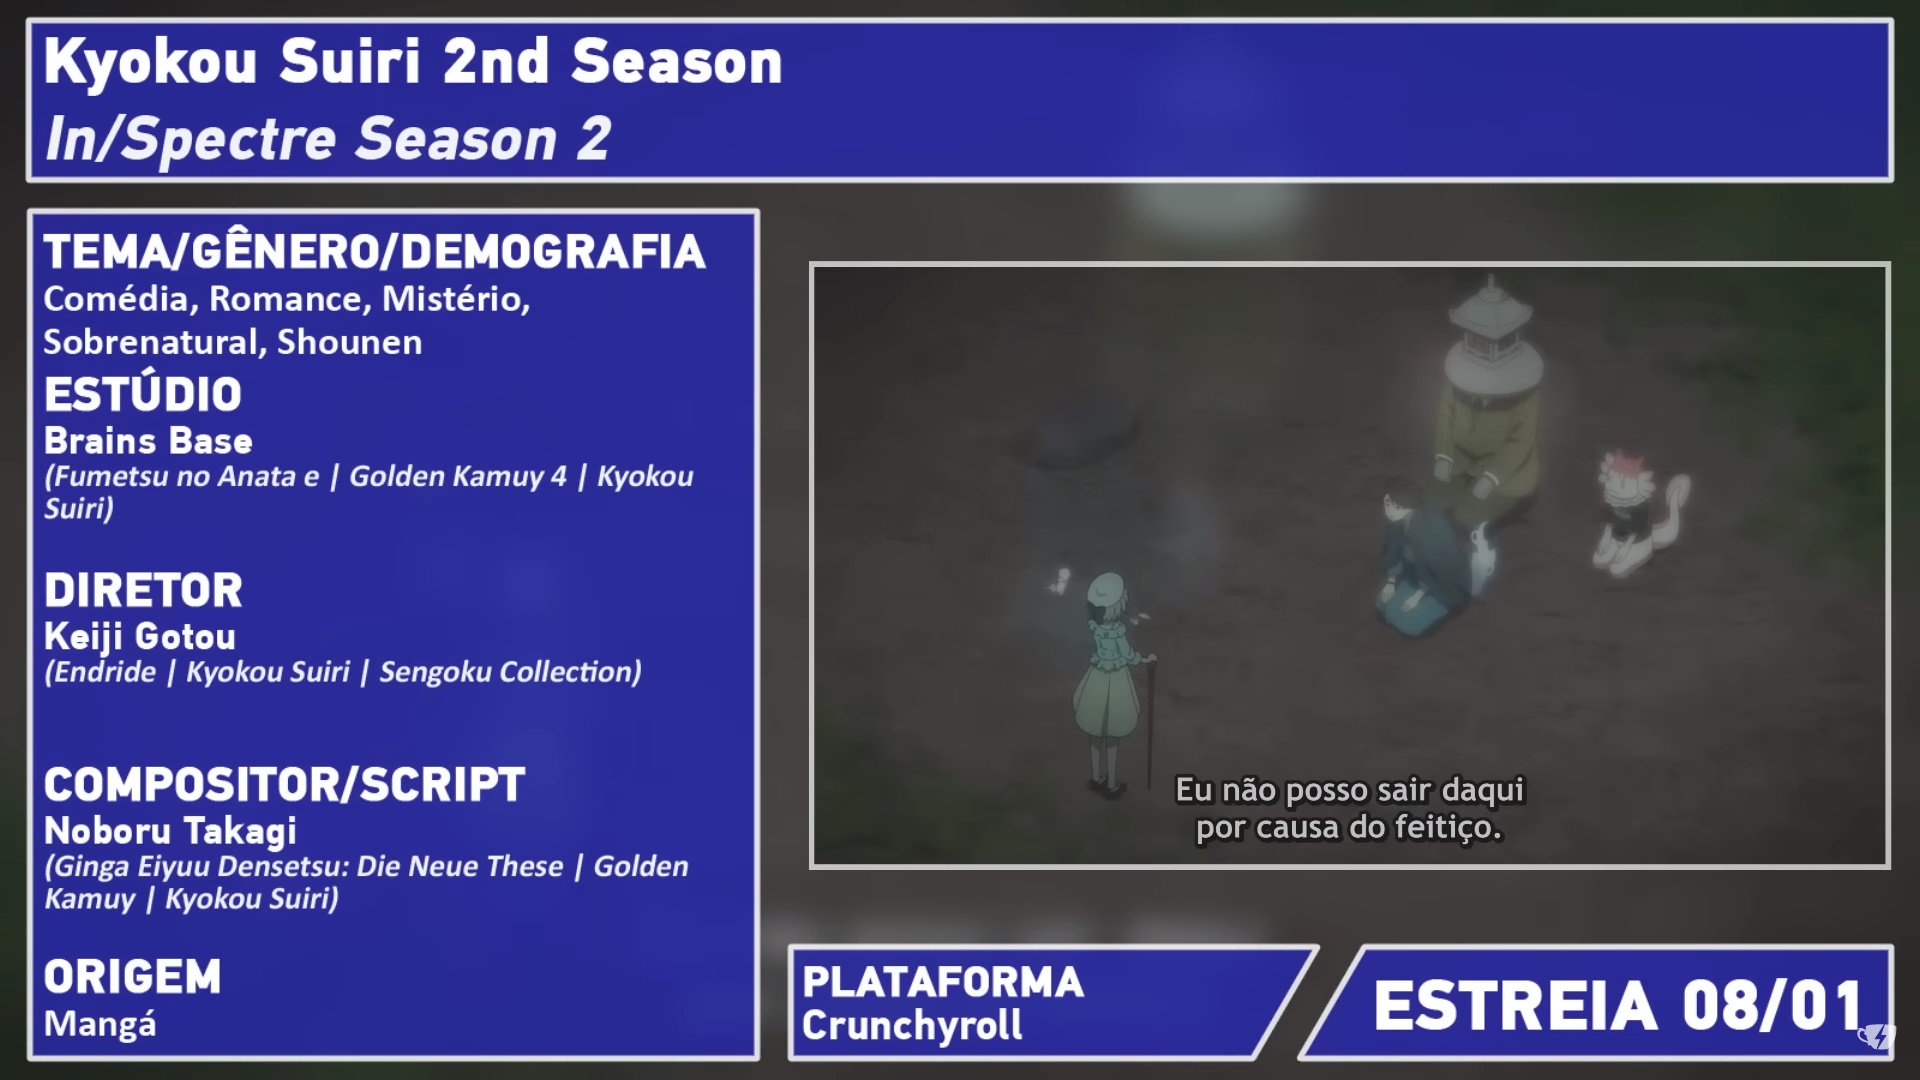 Kyokou Suiri 2nd Season
In/Spectre Season 2
TEMA/GÊNERO/DEMOGRAFIA
Comédia, Romance, Mistério,
Sobrenatural, Shounen
ESTÚDIO
Brains Base
(Fumetsu no Anata e | Golden Kamuy 4 | Kyokou
Suiri)
DIRETOR
Keiji Gotou
(Endride | Kyokou Suiri | Sengoku Collection)
COMPOSITOR/SCRIPT
Noboru Takagi
(Ginga Eiyuu Densetsu: Die Neue These | Golden
Kamuy | Kyokou Suiri)
ORIGEM
Mangá
Eu não posso sair daqui
por causa do feitiço.
PLATAFORMA
Crunchyroll
ESTREIA 08/01